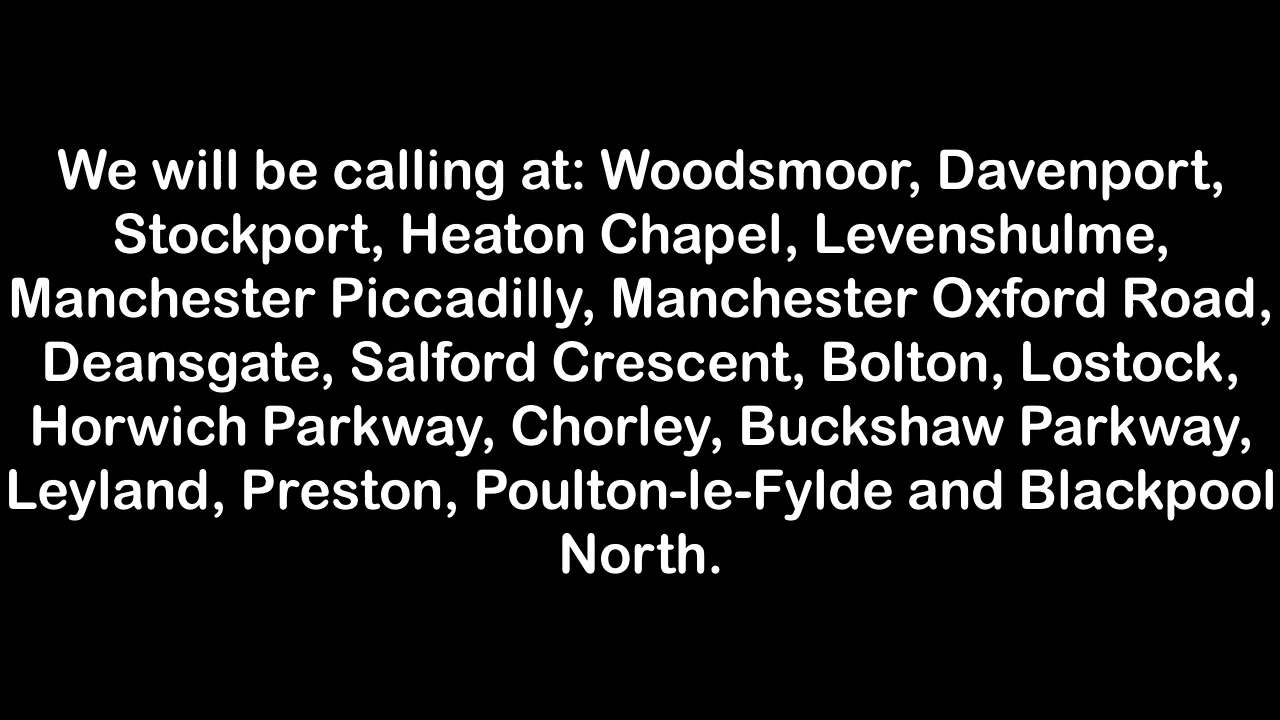 We will be calling at: Woodsmoor, Davenport,
Stockport, Heaton Chapel, Levenshulme,
Manchester Piccadilly, Manchester Oxford Road,
Deansgate, Salford Crescent, Bolton, Lostock,
Horwich Parkway, Chorley, Buckshaw Parkway,
Leyland, Preston, Poulton-le-Fylde and Blackpool
North.